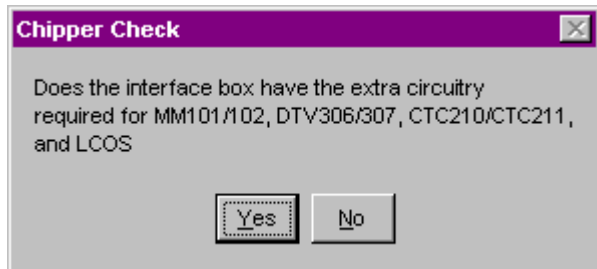 Chipper Check
Does the interface box have the extra circuitry
required for MM101/102, DTV306/307, CTC210/CTC211,
and LCOS
Yes No